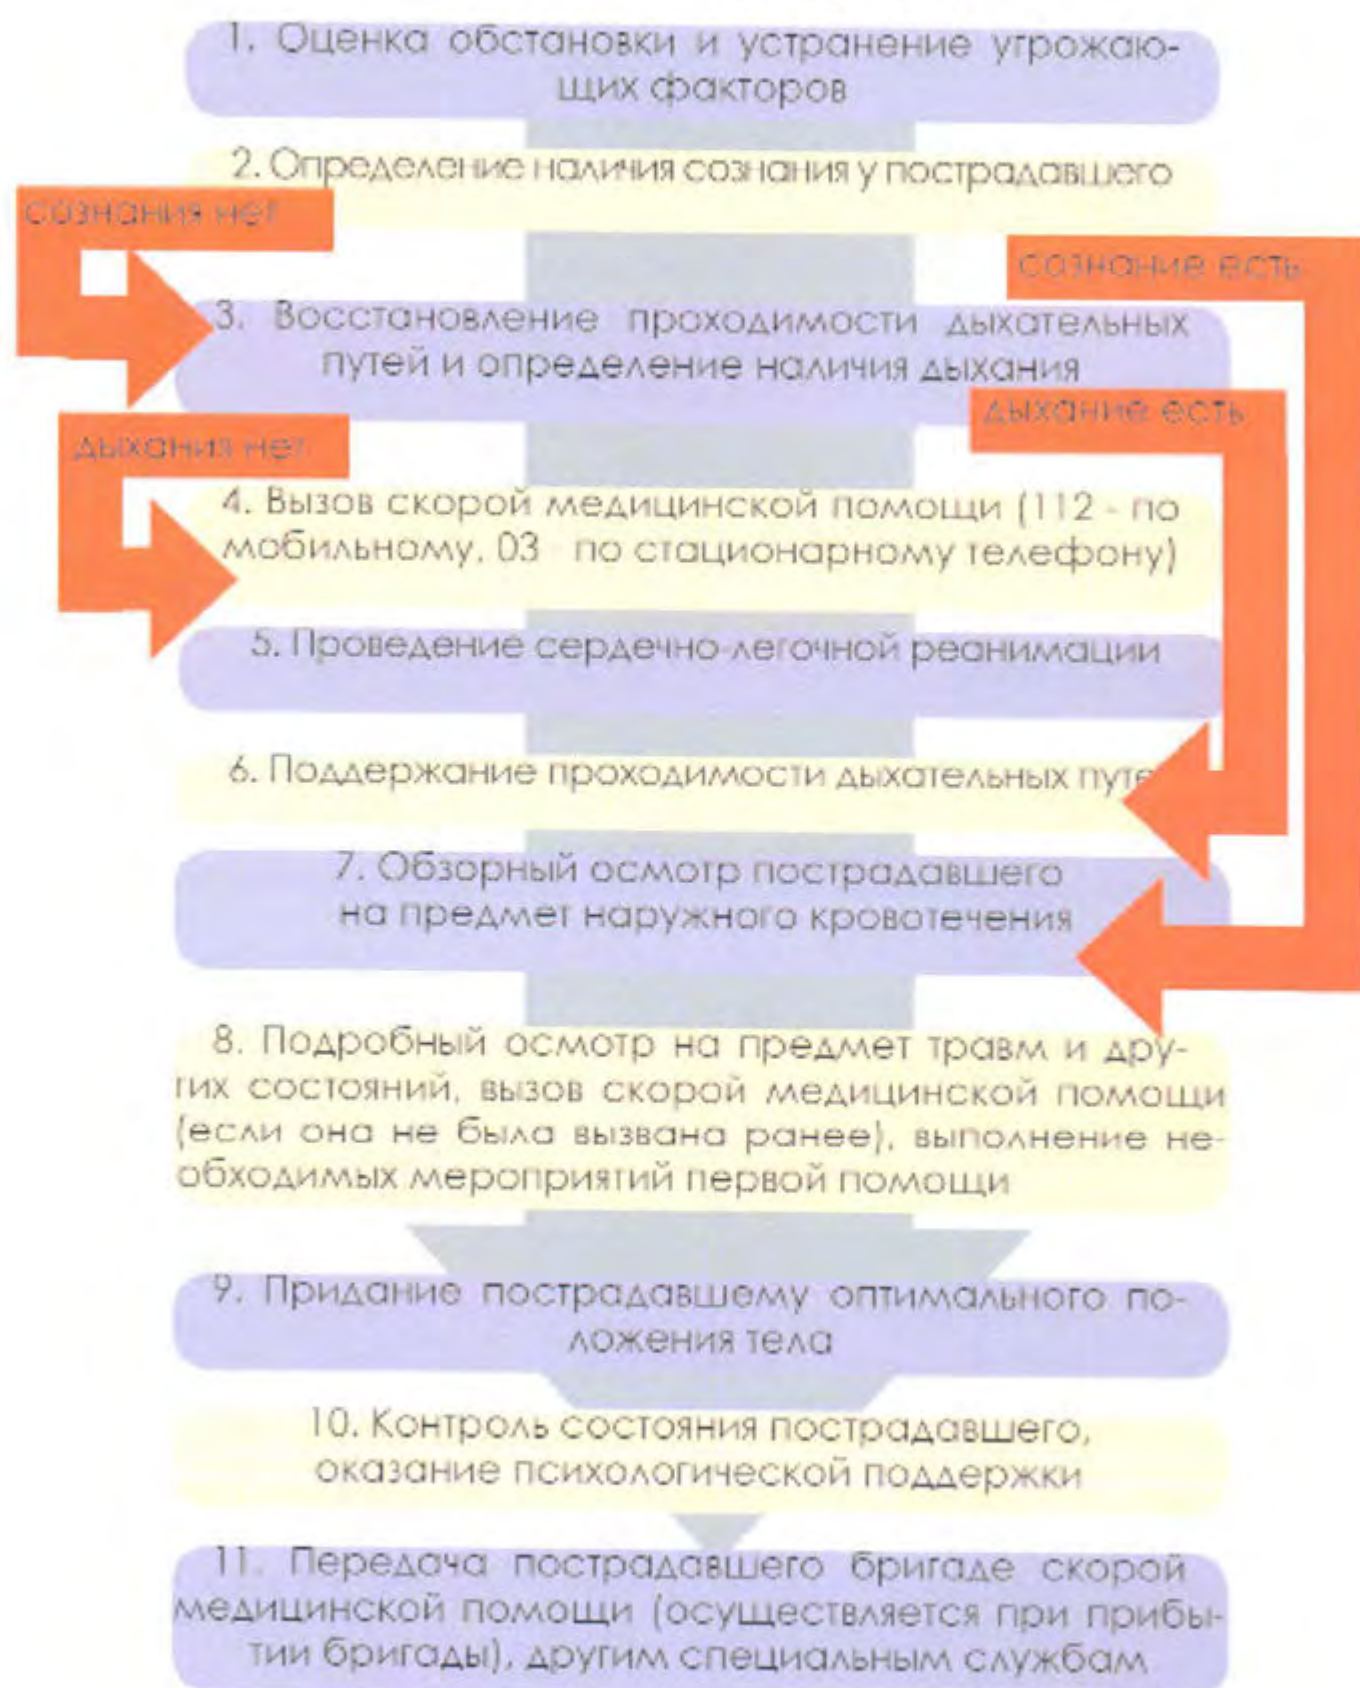 1. Оценка обстановки и устранение угрожаю-
щих факторов
2. Определение наличия сознания у пострадавшего
сознания нет
сознание есть
3. Восстановление проходимости дыхательных
путей и определение наличия дыхания
дыхание есть
дыхания нет
4. Вызов скорой медицинской помощи (112 - по
мобильному, 03 - по стационарному телефону)
5. Проведение сердечно-легочной реанимации
6. Поддержание проходимости дыхательных путе
7. Обзорный осмотр пострадавшего
на предмет наружного кровотечения
8. Подробный осмотр на предмет травм и дру-
гих состояний, вызов скорой медицинской помощи
(если она не была вызвана ранее), выполнение не-
обходимых мероприятий первой помощи
9. Придание пострадавшему оптимального по-
ложения тела
10. Контроль состояния пострадавшего,
оказание психологической поддержки
11. Передача пострадавшего бригаде скорой
медицинской помощи (осуществляется при прибы-
тии бригады), другим специальным службам